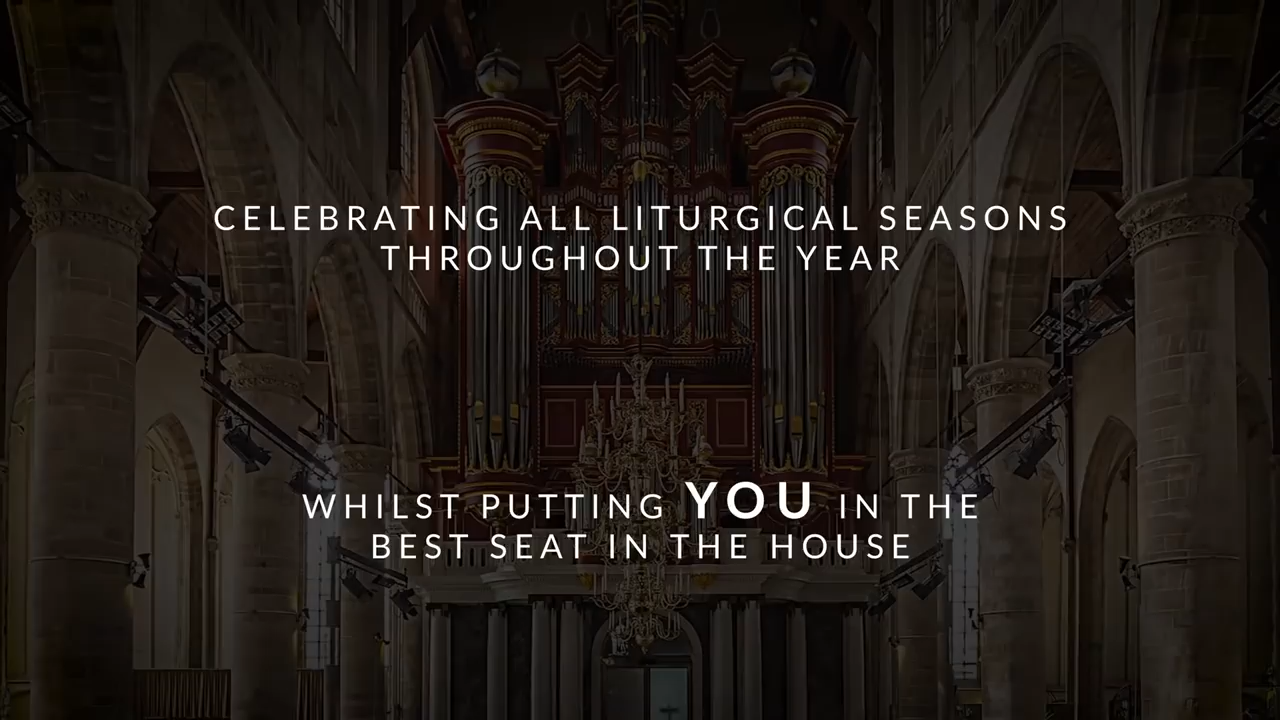 CELEBRATING ALL LITURGICAL SEASONS
THROUGHOUT THE YEAR
WHILST PUTTING YOU IN THE
BEST SEAT IN THE HOUSE